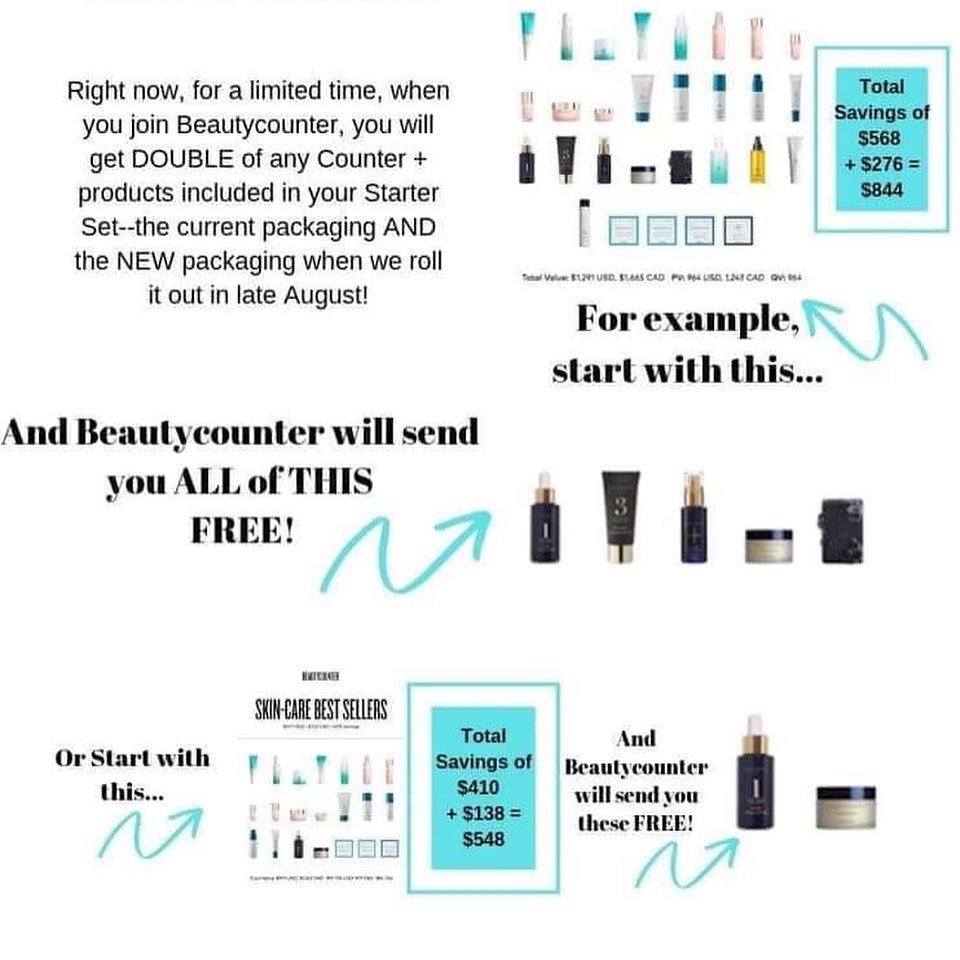 Right now, for a limited time, when
you join Beautycounter, you will
get DOUBLE of any Counter +
products included in your Starter
Set--the current packaging AND
the NEW packaging when we roll
it out in late August!
Total
Savings of
$568
+ $276 =
$844
Total Value: $1,291 USD, $1,665 CAD PV: 964 USD, 1,243 CAD QV: 964
For example,
start with this...
And Beautycounter will send
you ALL of THIS
FREE!
3
Or Start with
this...
BEAUTYCOUNTER
SKIN-CARE BEST SELLERS
Total
Savings of
$410
+ $138 =
$548
And
Beautycounter
will send you
these FREE!